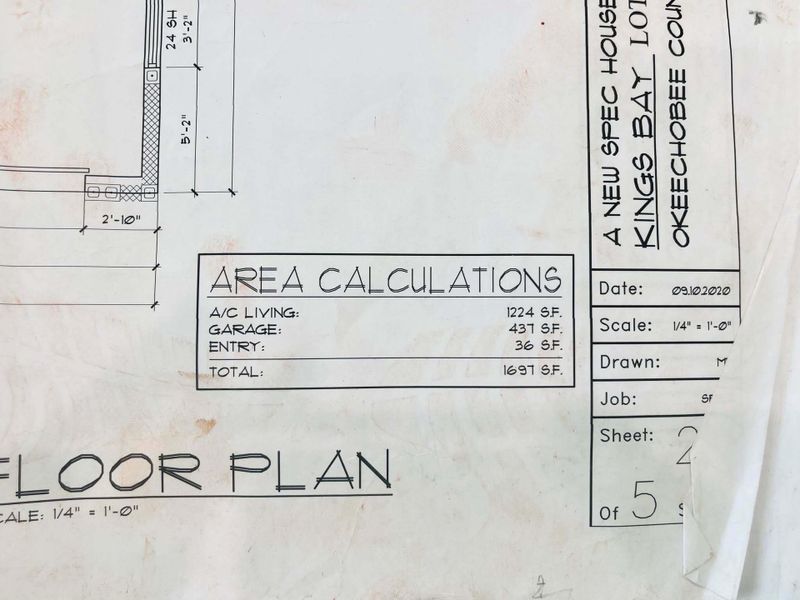 24 SH
3'-2"
5'-2"
2'-10"
AREA CALCULATIONS
A/C LIVING: 1224 S.F.
GARAGE: 437 S.F.
ENTRY: 36 S.F.
TOTAL: 1697 S.F.
FLOOR PLAN
CALE: 1/4" = 1'-0"
A NEW SPEC HOUSE
KINGS BAY LOT
OKEECHOBEE COUN
Date: 09.10.2020
Scale: 1/4" = 1'-0"
Drawn: M
Job: SF
Sheet: 2
Of 5 S